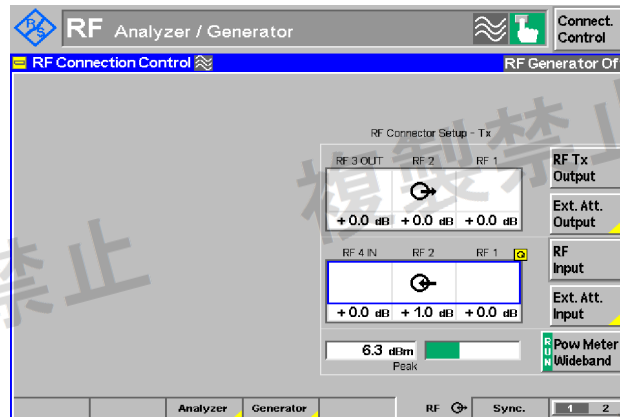 R&S
RF Analyzer / Generator
Connect. Control
RF Connection Control
RF Generator Of
RF Connector Setup - Tx
RF 3 OUT RF 2 RF 1
+ 0.0 dB + 0.0 dB + 0.0 dB
RF Tx Output
Ext. Att. Output
RF 4 IN RF 2 RF 1
+ 0.0 dB + 1.0 dB + 0.0 dB
RF Input
Ext. Att. Input
6.3 dBm
Peak
RUN
Pow Meter Wideband
Analyzer Generator RF Sync. 1 2
複製禁止
禁止